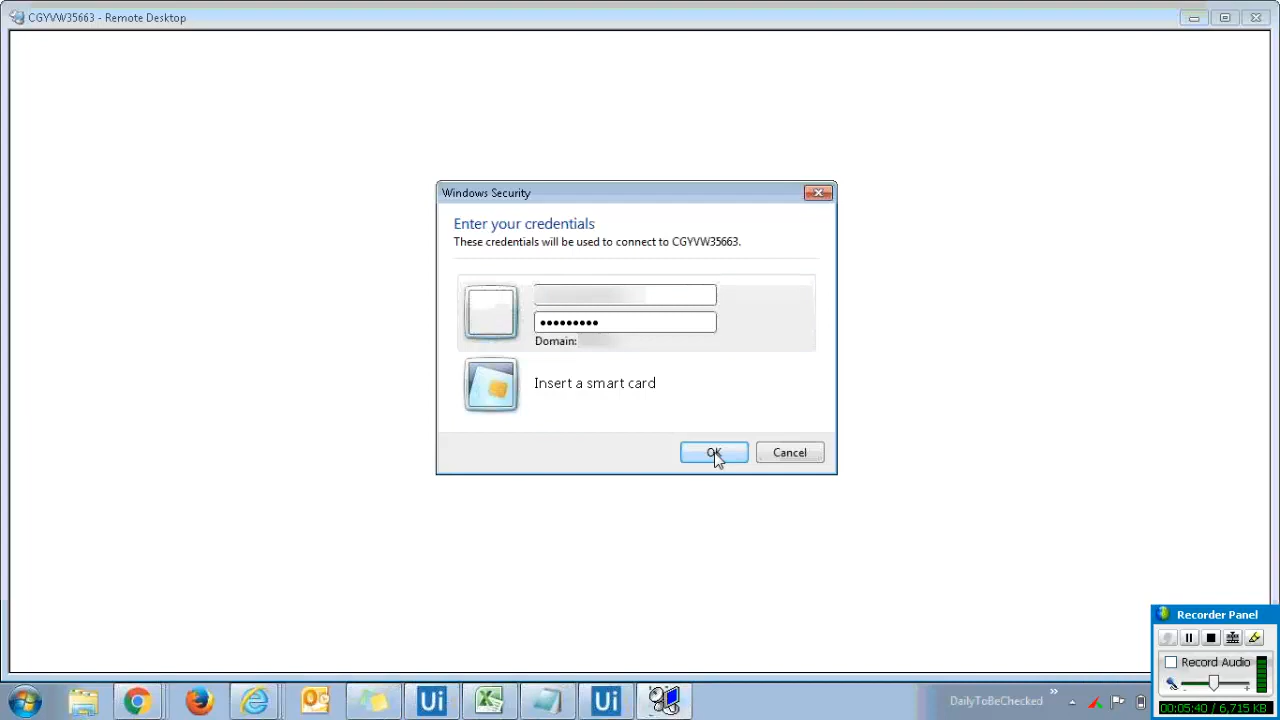 CGYVW35663 - Remote Desktop
Windows Security
Enter your credentials
These credentials will be used to connect to CGYVW35663.
●●●●●●●●●
Domain:
Insert a smart card
OK
Cancel
Recorder Panel
Record Audio
- +
00:05:40 / 6,715 KB
Ui
Ui
DailyToBeChecked